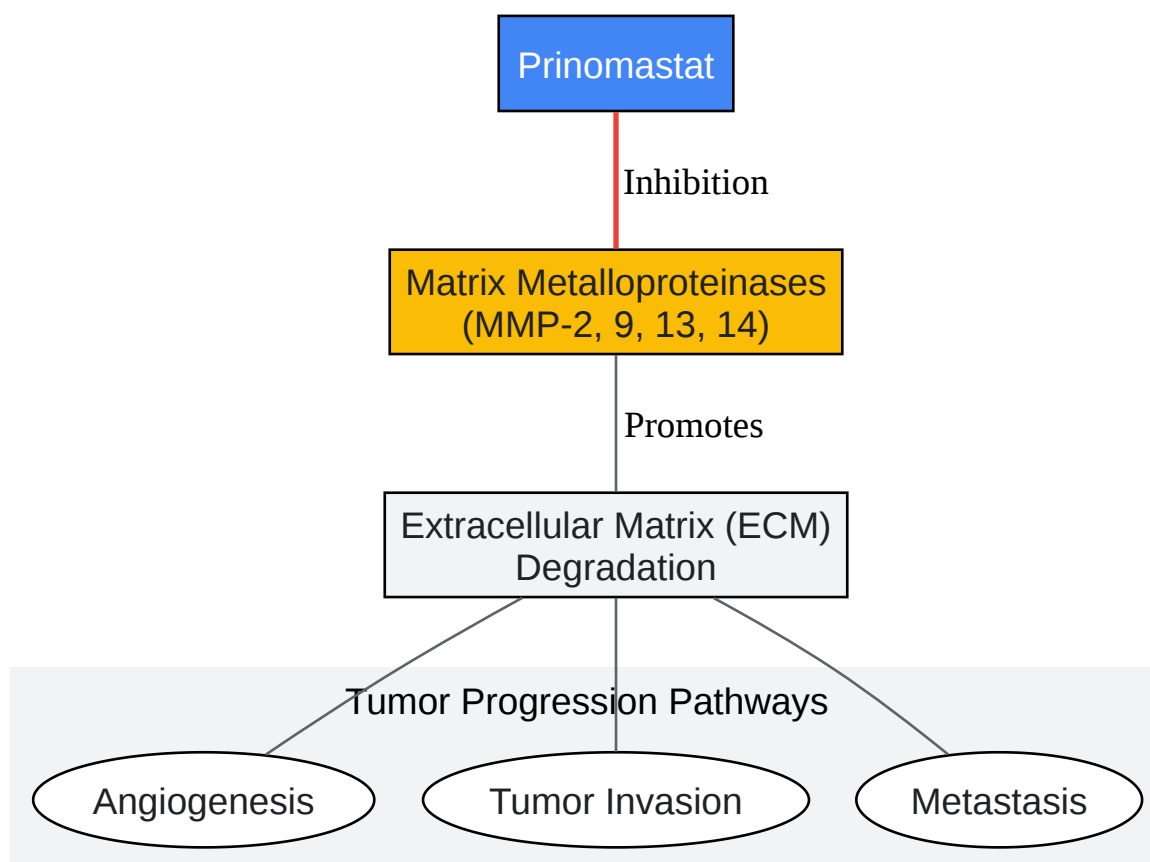 Prinomastat
Inhibition
Matrix Metalloproteinases
(MMP-2, 9, 13, 14)
Promotes
Extracellular Matrix (ECM)
Degradation
Tumor Progression Pathways
Angiogenesis
Tumor Invasion
Metastasis